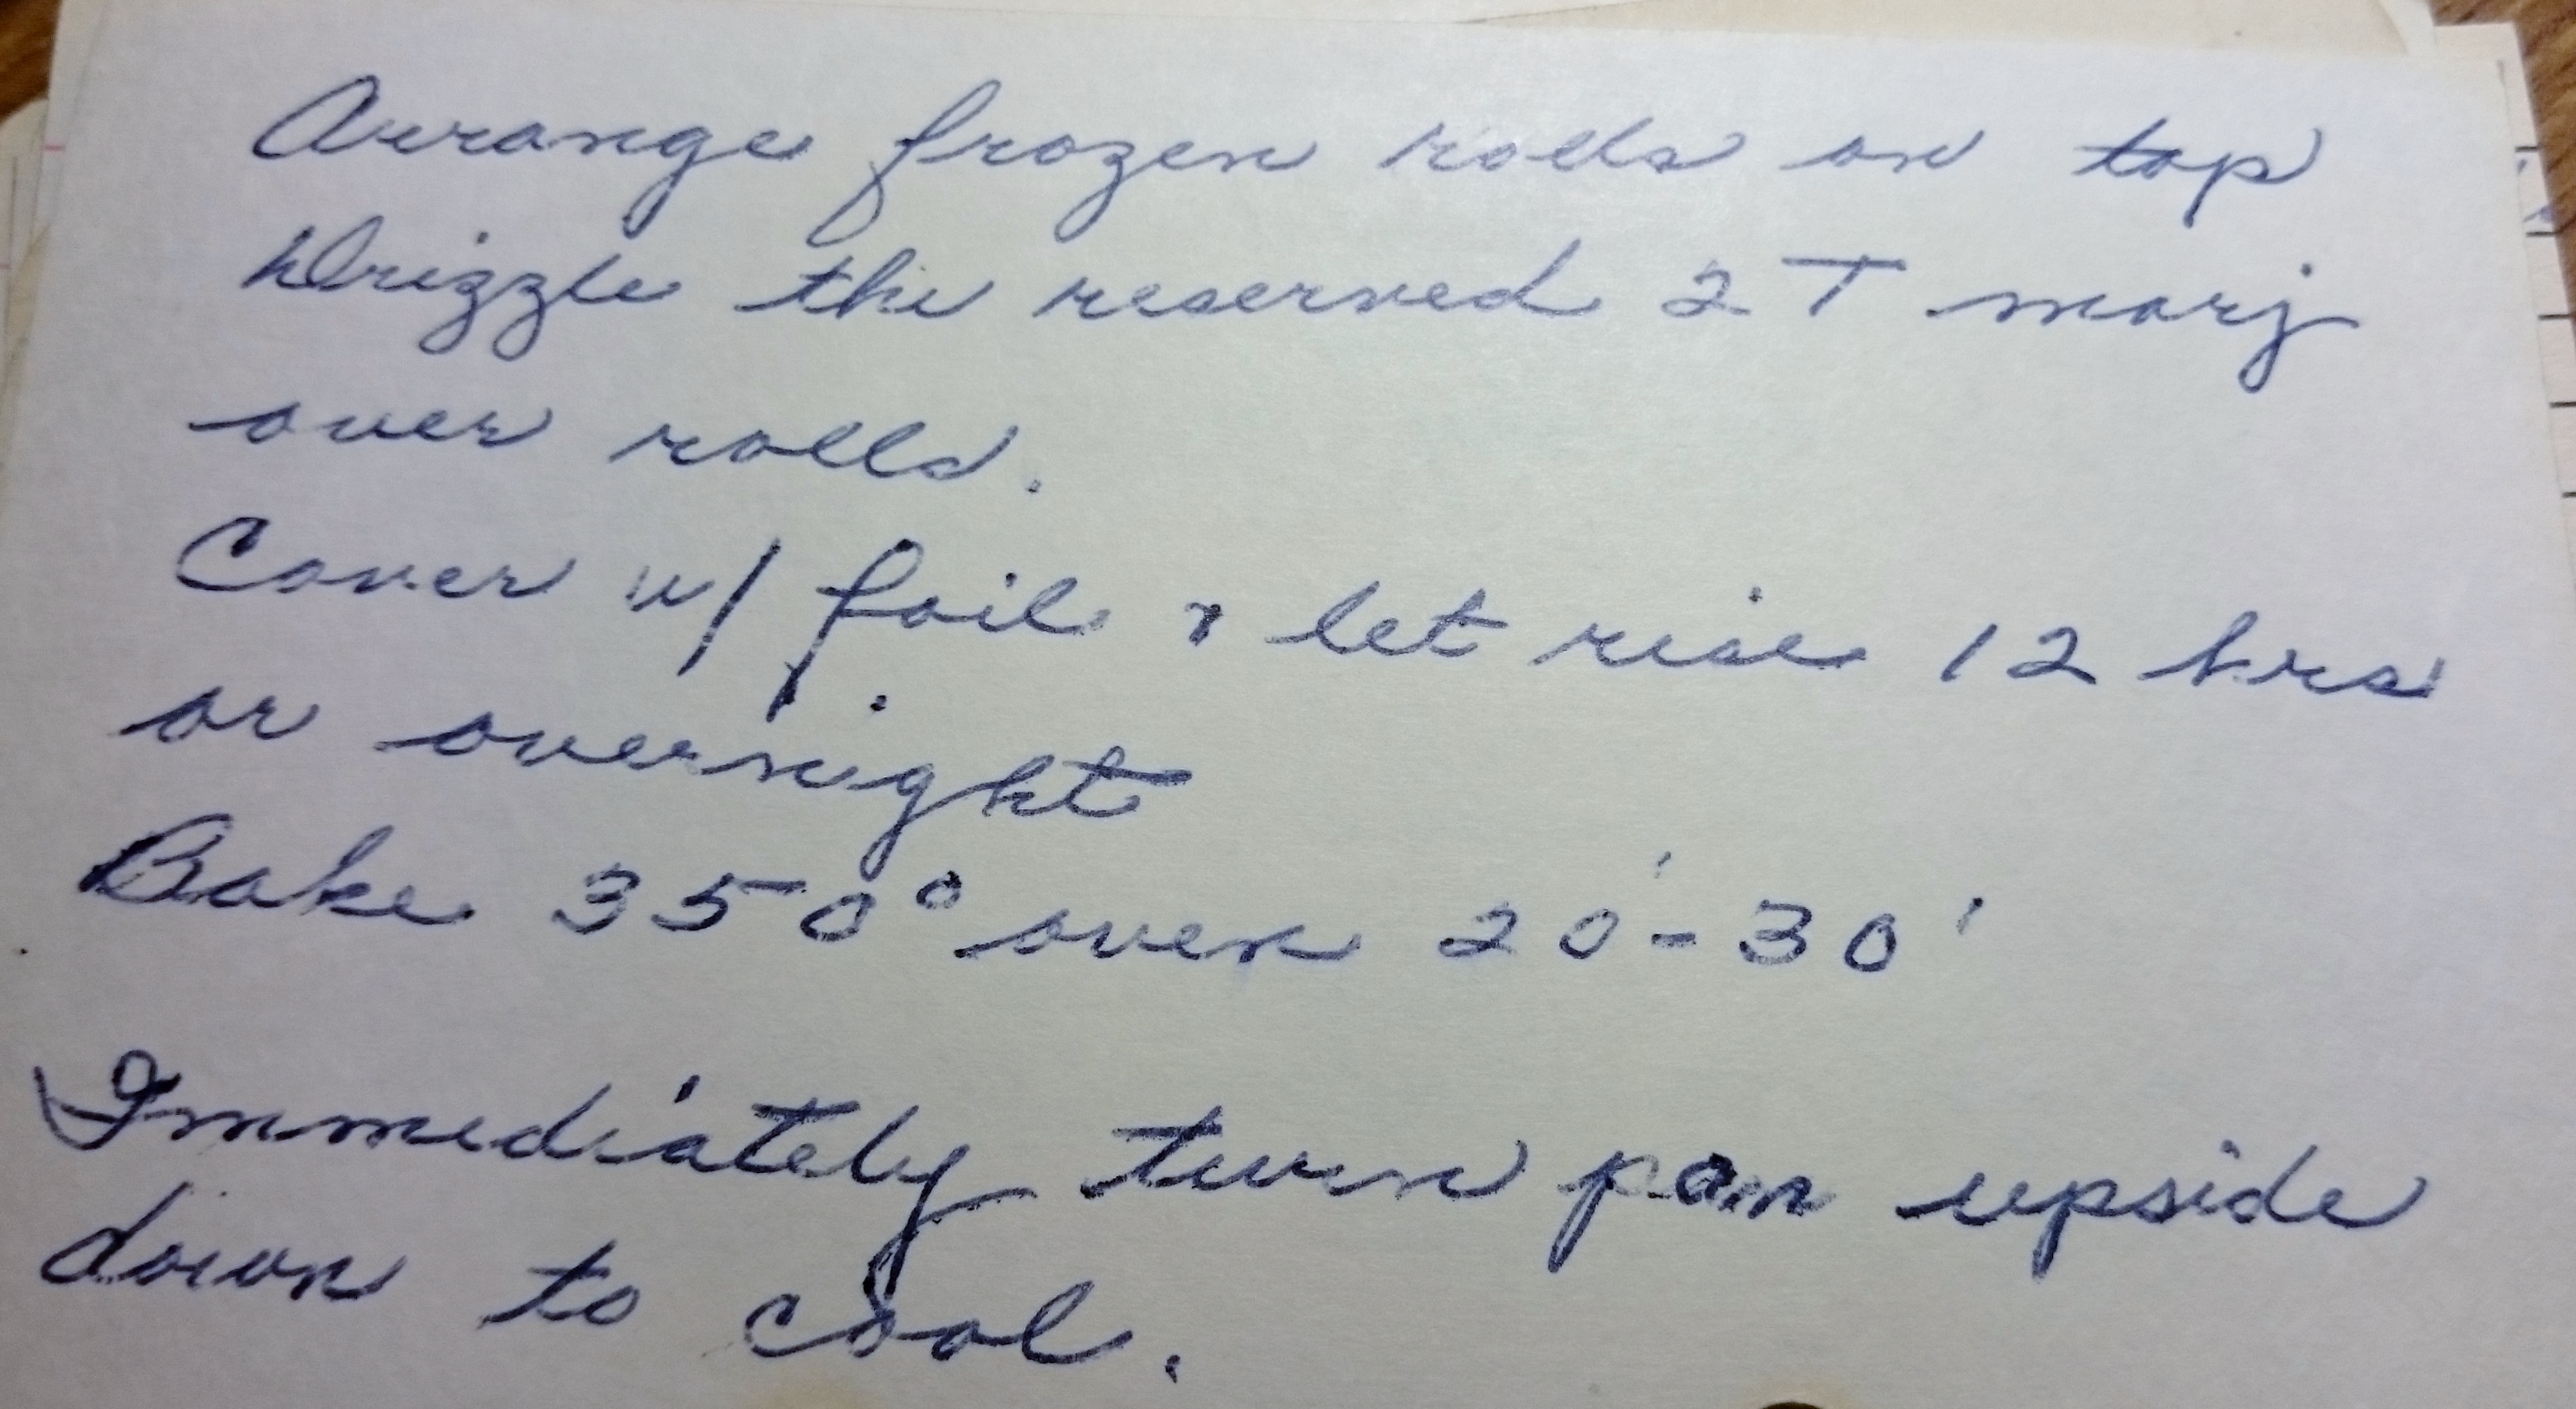 Arrange frozen rolls on top
Drizzle the reserved 2 T marj
over rolls.
Cover w/ foil & let rise 12 hrs
or overnight
Bake 350° oven 20'-30'
Immediately turn pan upside
down to cool.